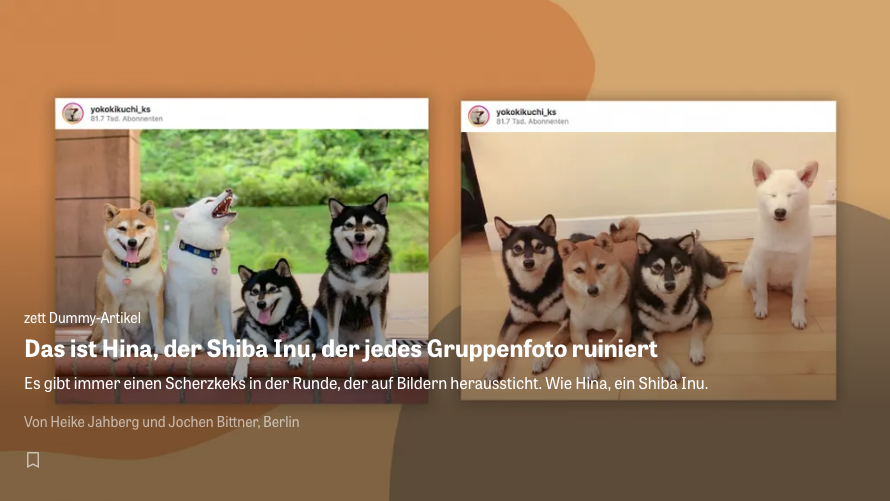 yokokikuchi_ks
81.7 Tsd. Abonnenten
yokokikuchi_ks
81.7 Tsd. Abonnenten
zett Dummy-Artikel
Das ist Hina, der Shiba Inu, der jedes Gruppenfoto ruiniert
Es gibt immer einen Scherzkeks in der Runde, der auf Bildern heraussticht. Wie Hina, ein Shiba Inu.
Von Heike Jahberg und Jochen Bittner, Berlin